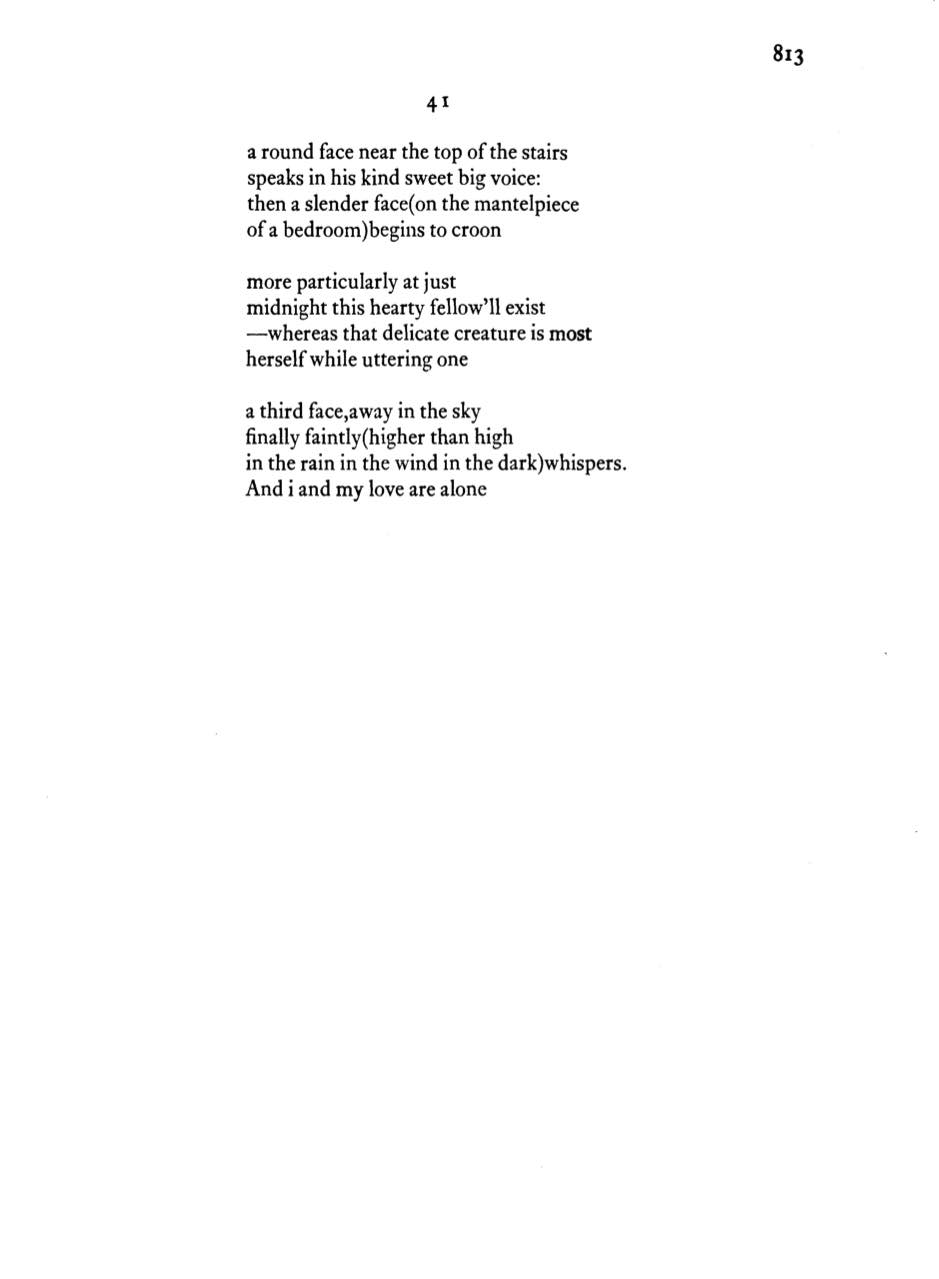 813
41
a round face near the top of the stairs
speaks in his kind sweet big voice:
then a slender face(on the mantelpiece
of a bedroom)begins to croon
more particularly at just
midnight this hearty fellow'll exist
—whereas that delicate creature is most
herself while uttering one
a third face,away in the sky
finally faintly(higher than high
in the rain in the wind in the dark)whispers.
And i and my love are alone